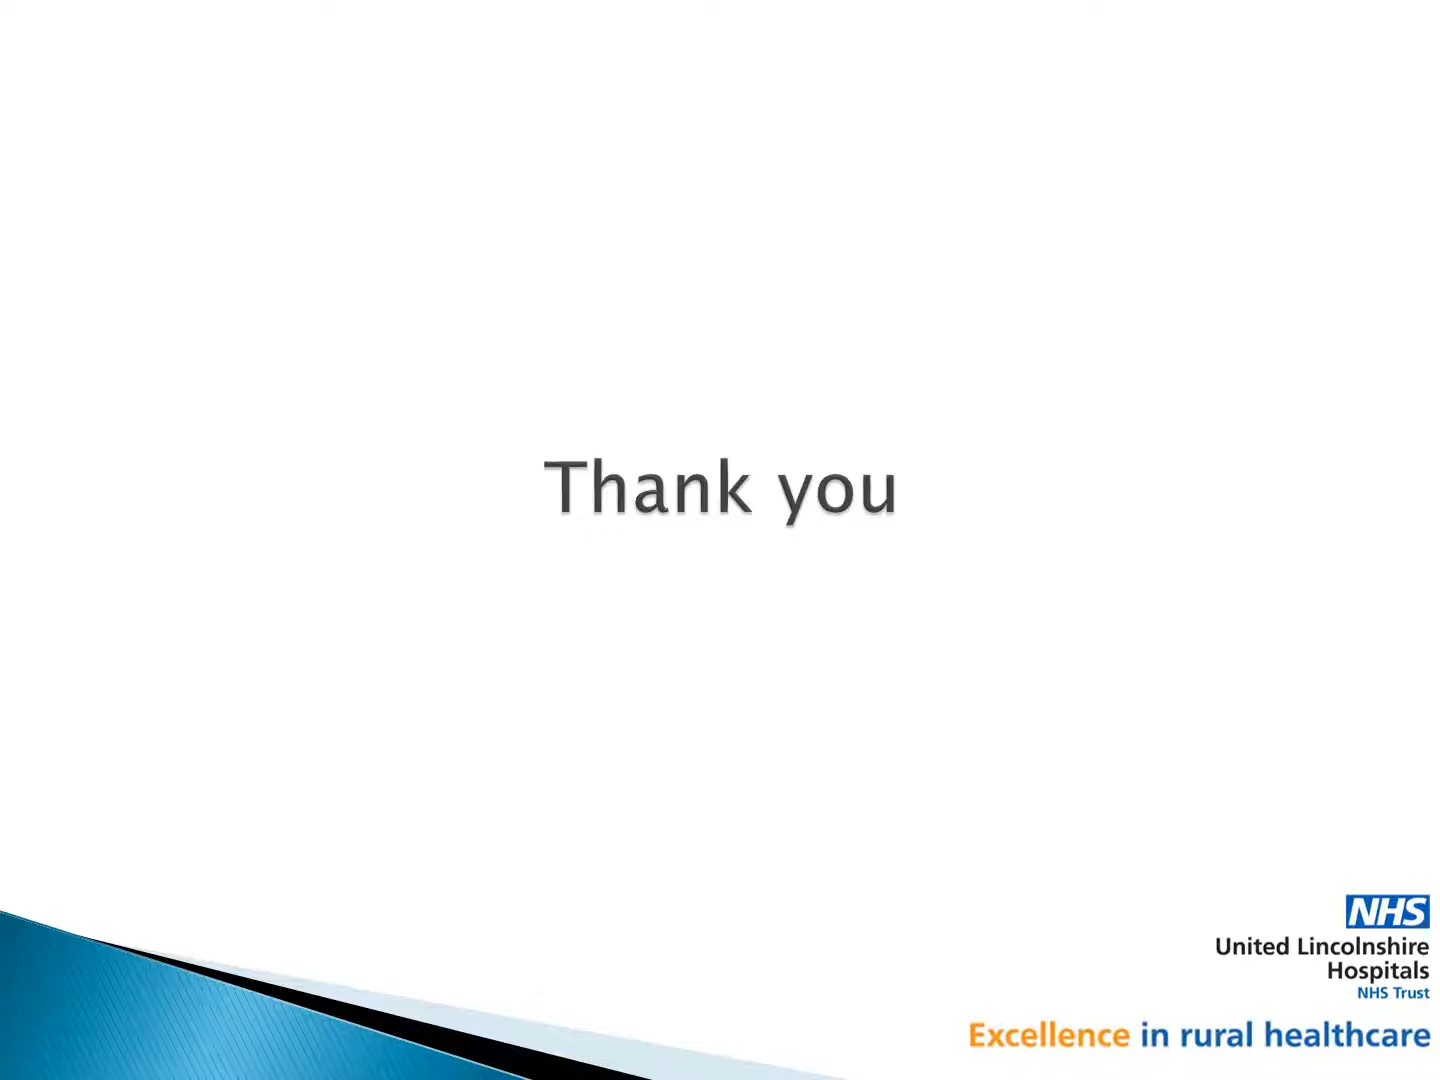 Thank you
NHS
United Lincolnshire
Hospitals
NHS Trust
Excellence in rural healthcare